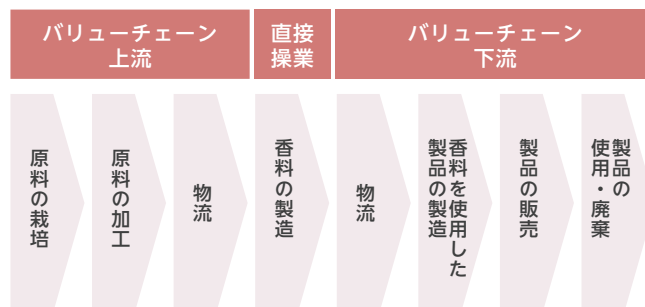 バリューチェーン
上流
直接
操業
バリューチェーン
下流
原料の栽培
原料の加工
物流
香料の製造
物流
香料を使用した
製品の製造
製品の販売
製品の
使用・廃棄